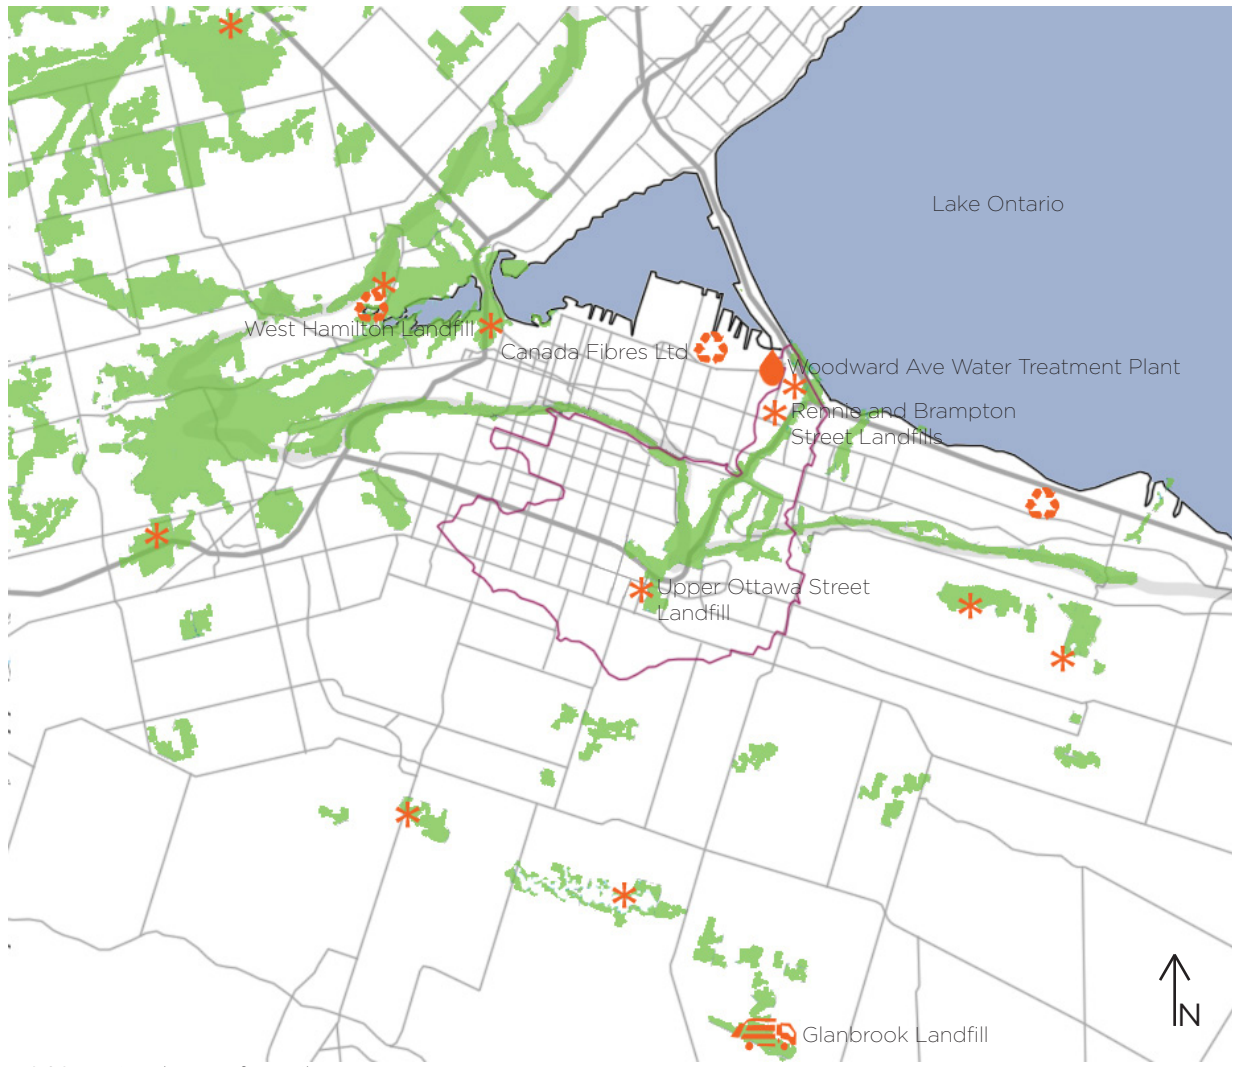 Lake Ontario
West Hamilton Landfill
Canada Fibres Ltd
Woodward Ave Water Treatment Plant
Rennie and Brampton
Street Landfills
Upper Ottawa Street
Landfill
N
Glanbrook Landfill